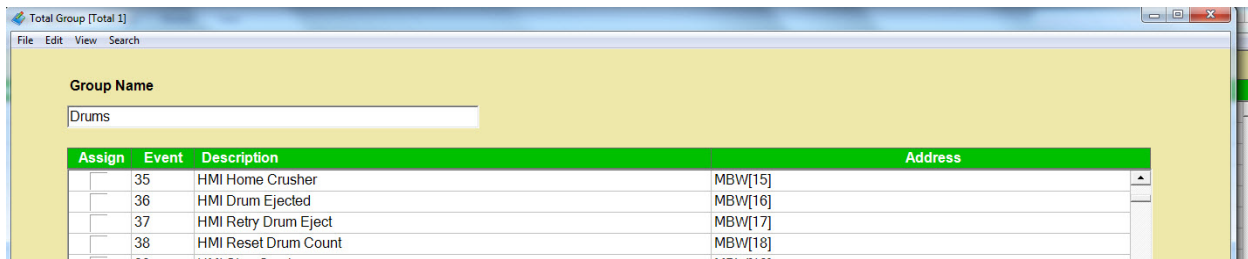 Total Group [Total 1]
File Edit View Search
Group Name
Drums
Assign Event Description Address
35 HMI Home Crusher MBW[15]
36 HMI Drum Ejected MBW[16]
37 HMI Retry Drum Eject MBW[17]
38 HMI Reset Drum Count MBW[18]